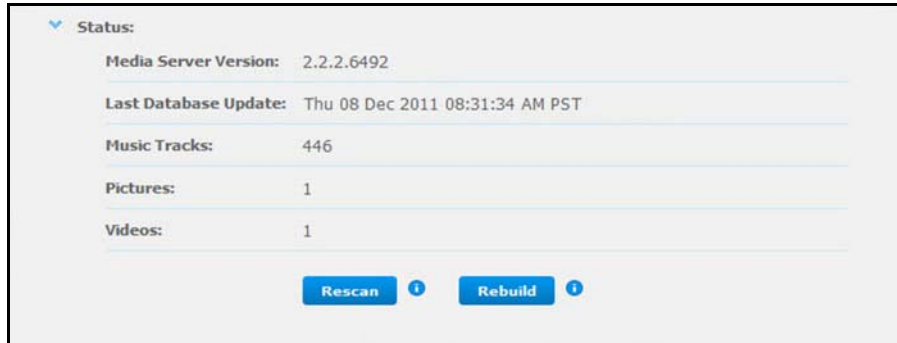 Status:
Media Server Version: 2.2.2.6492
Last Database Update: Thu 08 Dec 2011 08:31:34 AM PST
Music Tracks: 446
Pictures: 1
Videos: 1
Rescan i Rebuild i